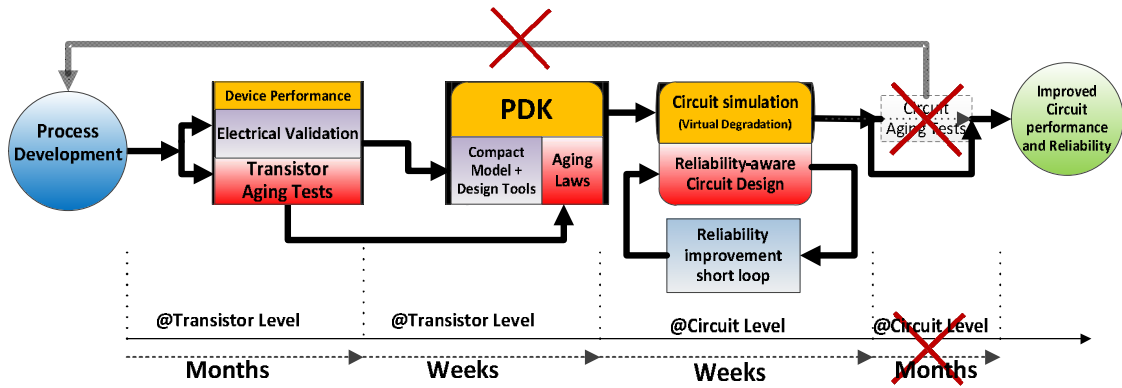 Process
Development
Device Performance
Electrical Validation
Transistor
Aging Tests
PDK
Compact
Model +
Design Tools
Aging
Laws
Circuit simulation
(Virtual Degradation)
Reliability-aware
Circuit Design
Reliability
improvement
short loop
Circuit
Aging Tests
Improved
Circuit
performance
and Reliability
@Transistor Level
@Transistor Level
@Circuit Level
@Circuit Level
Months
Weeks
Weeks
Months